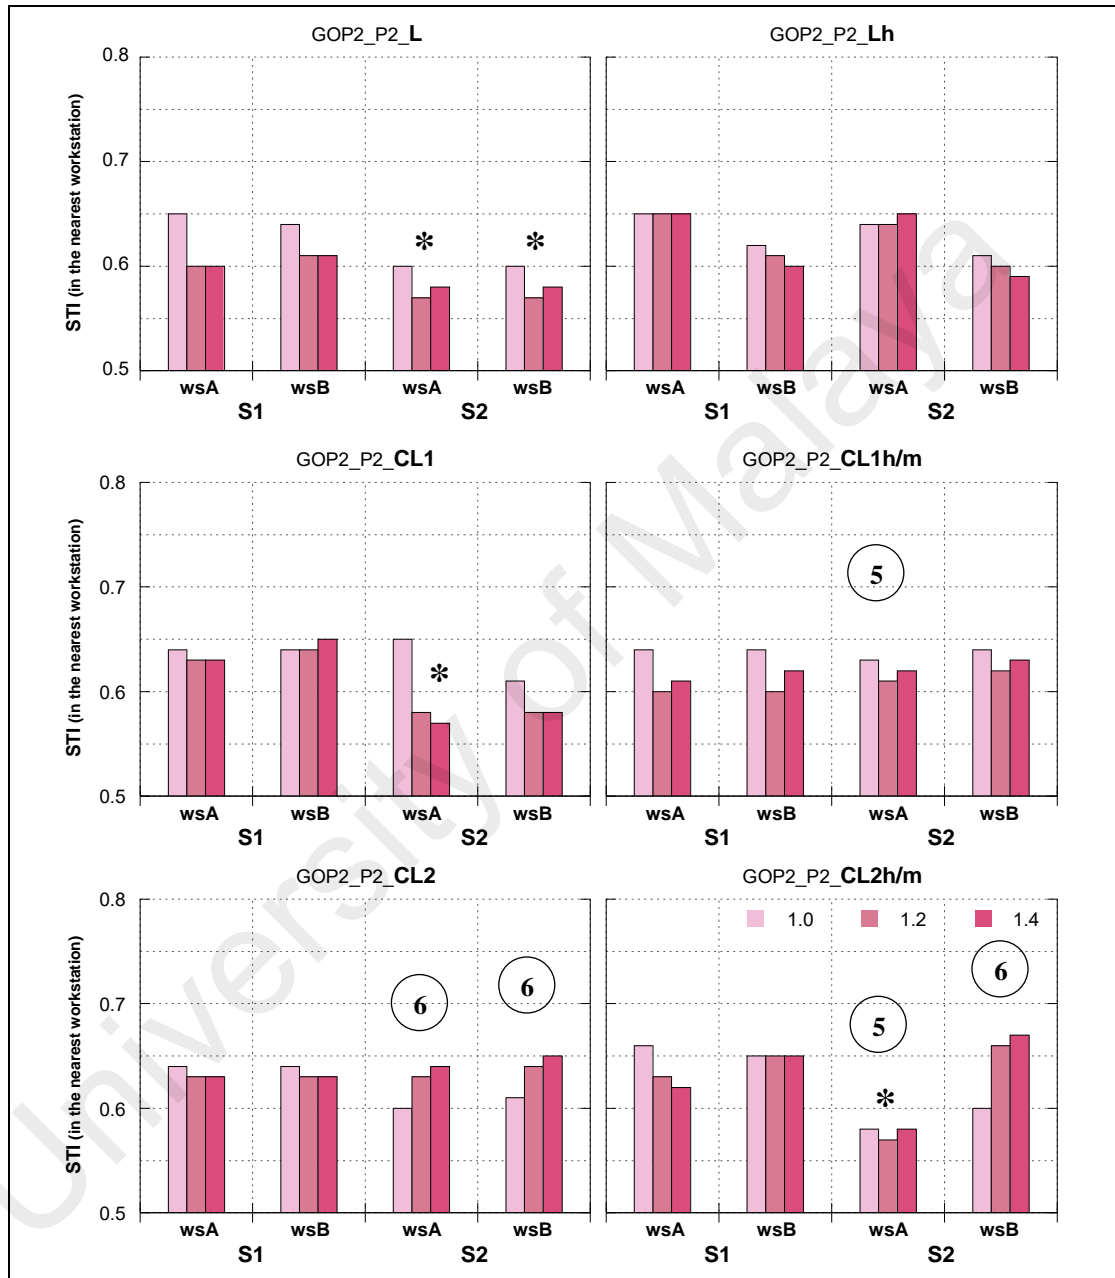 GOP2_P2_L
GOP2_P2_Lh
0.8
0.7
0.6
0.5
STI (in the nearest workstation)
*
*
wsA wsB wsA wsB
S1 S2
wsA wsB wsA wsB
S1 S2
GOP2_P2_CL1
GOP2_P2_CL1h/m
0.8
0.7
0.6
0.5
STI (in the nearest workstation)
*
5
wsA wsB wsA wsB
S1 S2
wsA wsB wsA wsB
S1 S2
GOP2_P2_CL2
GOP2_P2_CL2h/m
0.8
0.7
0.6
0.5
STI (in the nearest workstation)
1.0 1.2 1.4
6
6
5
6
*
wsA wsB wsA wsB
S1 S2
wsA wsB wsA wsB
S1 S2
University of Malaya